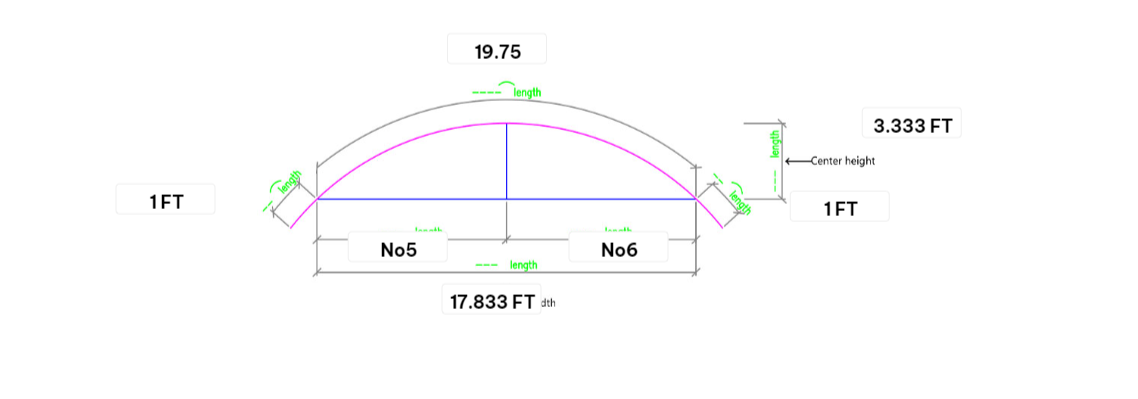 19.75
length
3.333 FT
length
Center height
length
1 FT
length
1 FT
No5
No6
length
17.833 FT
dth